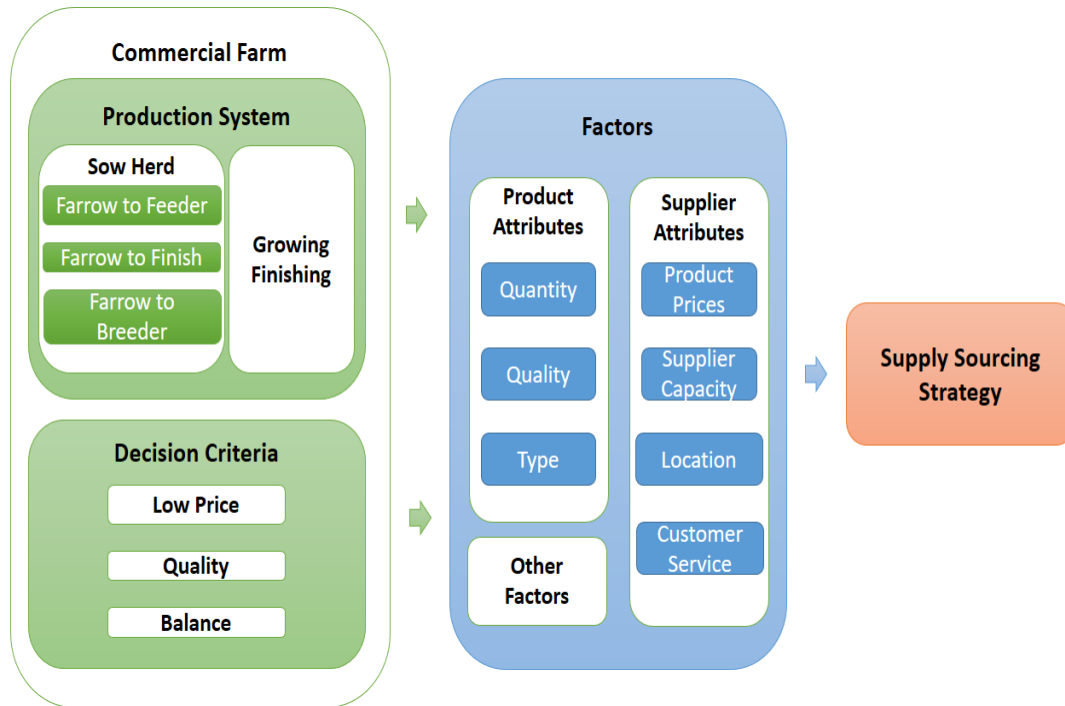 Commercial Farm
Production System
Sow Herd
Farrow to Feeder
Farrow to Finish
Farrow to
Breeder
Growing
Finishing
Decision Criteria
Low Price
Quality
Balance
Factors
Product
Attributes
Quantity
Quality
Type
Other
Factors
Supplier
Attributes
Product
Prices
Supplier
Capacity
Location
Customer
Service
Supply Sourcing
Strategy